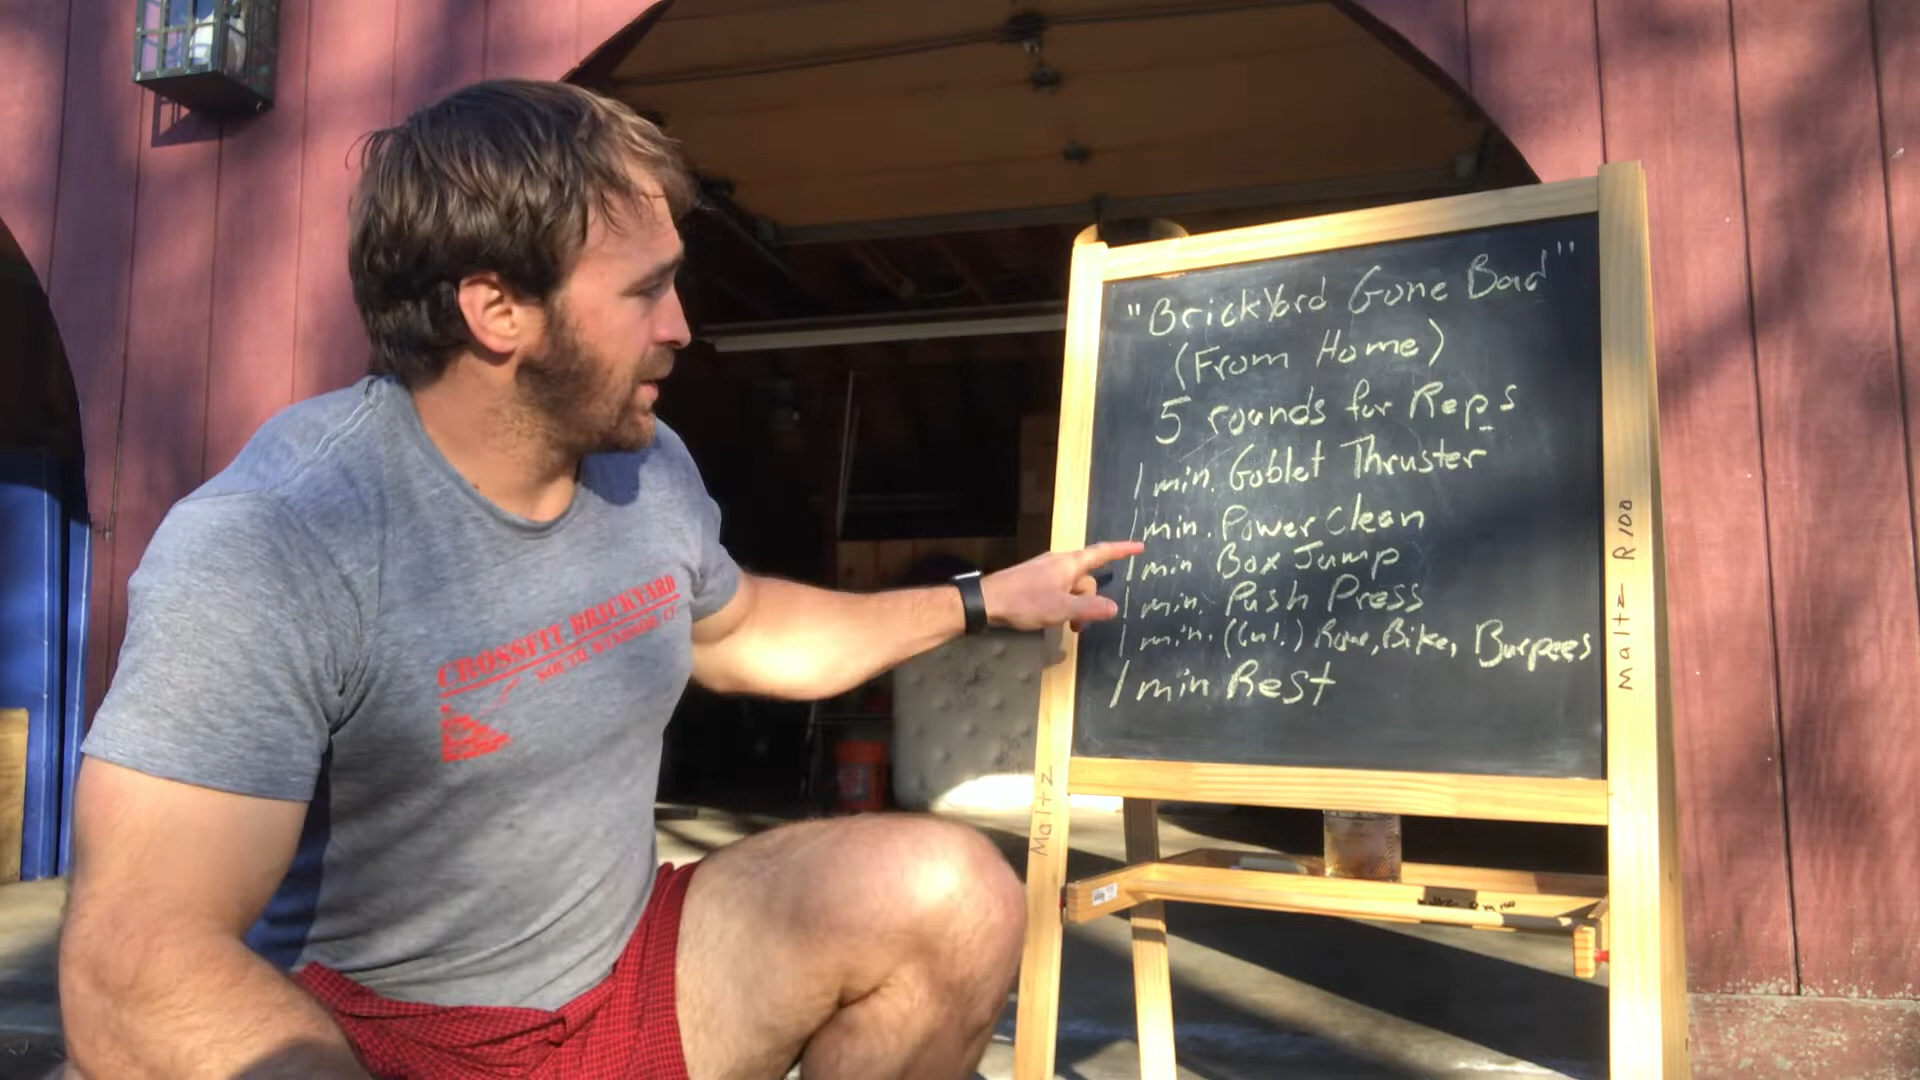 "BrickYard Gone Bad"
(From Home)
5 rounds for Reps
1 min. Goblet Thruster
1 min. Power Clean
1 min Box Jump
1 min. Push Press
1 min. (Cal.) Row, Bike, Burpees
1 min Rest
CROSSFIT BRICKYARD
SOUTH WINDSOR, CT
Maltz
Maltz R100